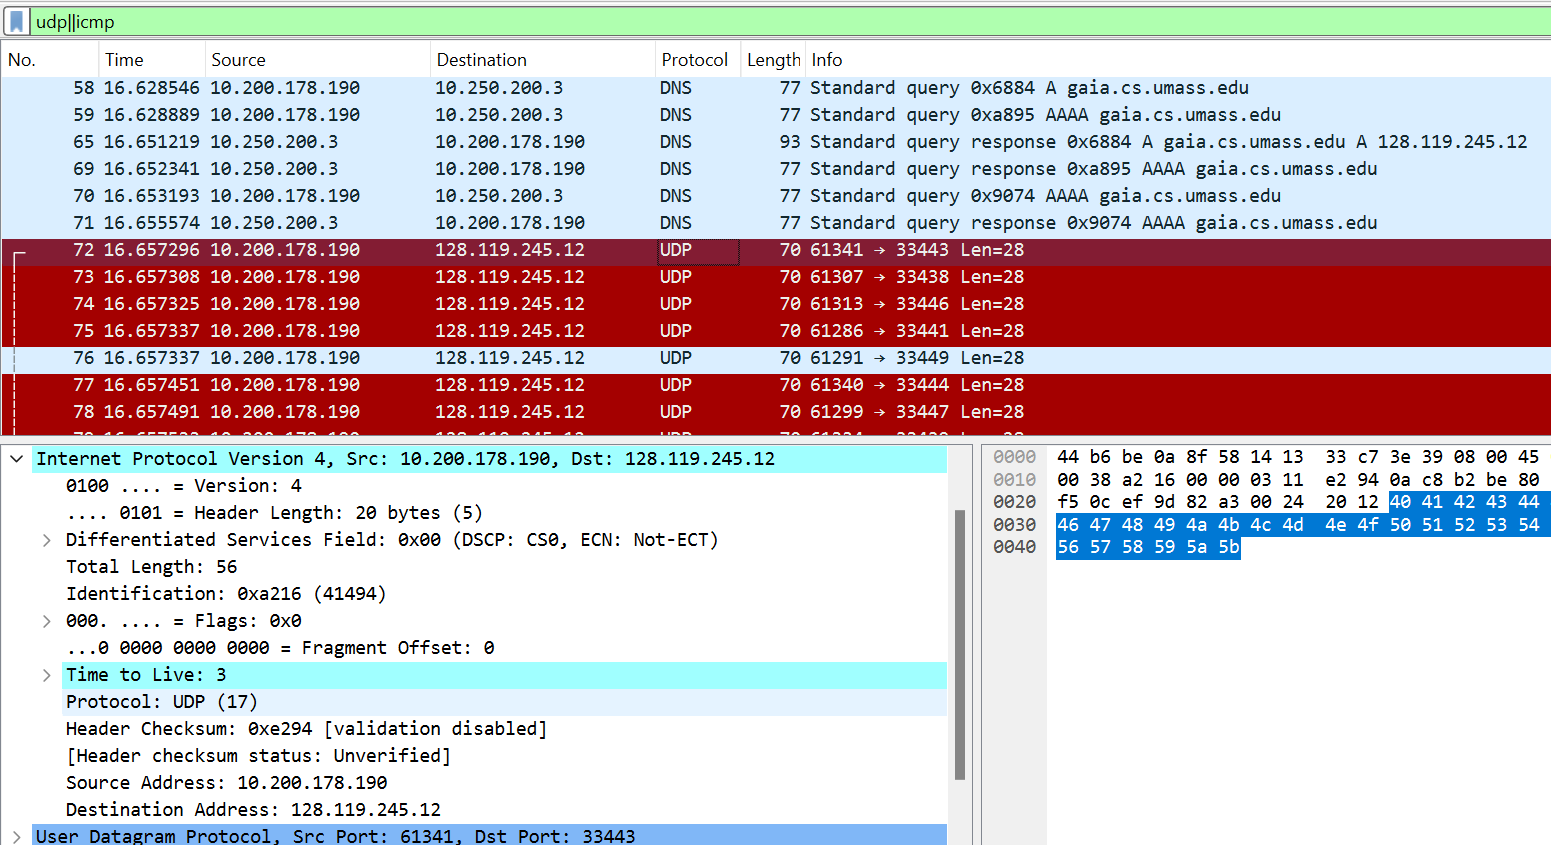 udp||icmp
No. Time Source Destination Protocol Length Info
58 16.628546 10.200.178.190 10.250.200.3 DNS 77 Standard query 0x6884 A gaia.cs.umass.edu
59 16.628889 10.200.178.190 10.250.200.3 DNS 77 Standard query 0xa895 AAAA gaia.cs.umass.edu
65 16.651219 10.250.200.3 10.200.178.190 DNS 93 Standard query response 0x6884 A gaia.cs.umass.edu A 128.119.245.12
69 16.652341 10.250.200.3 10.200.178.190 DNS 77 Standard query response 0xa895 AAAA gaia.cs.umass.edu
70 16.653193 10.200.178.190 10.250.200.3 DNS 77 Standard query 0x9074 AAAA gaia.cs.umass.edu
71 16.655574 10.250.200.3 10.200.178.190 DNS 77 Standard query response 0x9074 AAAA gaia.cs.umass.edu
72 16.657296 10.200.178.190 128.119.245.12 UDP 70 61341 → 33443 Len=28
73 16.657308 10.200.178.190 128.119.245.12 UDP 70 61307 → 33438 Len=28
74 16.657325 10.200.178.190 128.119.245.12 UDP 70 61313 → 33446 Len=28
75 16.657337 10.200.178.190 128.119.245.12 UDP 70 61286 → 33441 Len=28
76 16.657337 10.200.178.190 128.119.245.12 UDP 70 61291 → 33449 Len=28
77 16.657451 10.200.178.190 128.119.245.12 UDP 70 61340 → 33444 Len=28
78 16.657491 10.200.178.190 128.119.245.12 UDP 70 61299 → 33447 Len=28
Internet Protocol Version 4, Src: 10.200.178.190, Dst: 128.119.245.12
0100 .... = Version: 4
.... 0101 = Header Length: 20 bytes (5)
Differentiated Services Field: 0x00 (DSCP: CS0, ECN: Not-ECT)
Total Length: 56
Identification: 0xa216 (41494)
000. .... = Flags: 0x0
...0 0000 0000 0000 = Fragment Offset: 0
Time to Live: 3
Protocol: UDP (17)
Header Checksum: 0xe294 [validation disabled]
[Header checksum status: Unverified]
Source Address: 10.200.178.190
Destination Address: 128.119.245.12
User Datagram Protocol, Src Port: 61341, Dst Port: 33443
0000 44 b6 be 0a 8f 58 14 13 33 c7 3e 39 08 00 45
0010 00 38 a2 16 00 00 03 11 e2 94 0a c8 b2 be 80
0020 f5 0c ef 9d 82 a3 00 24 20 12 40 41 42 43 44
0030 46 47 48 49 4a 4b 4c 4d 4e 4f 50 51 52 53 54
0040 56 57 58 59 5a 5b